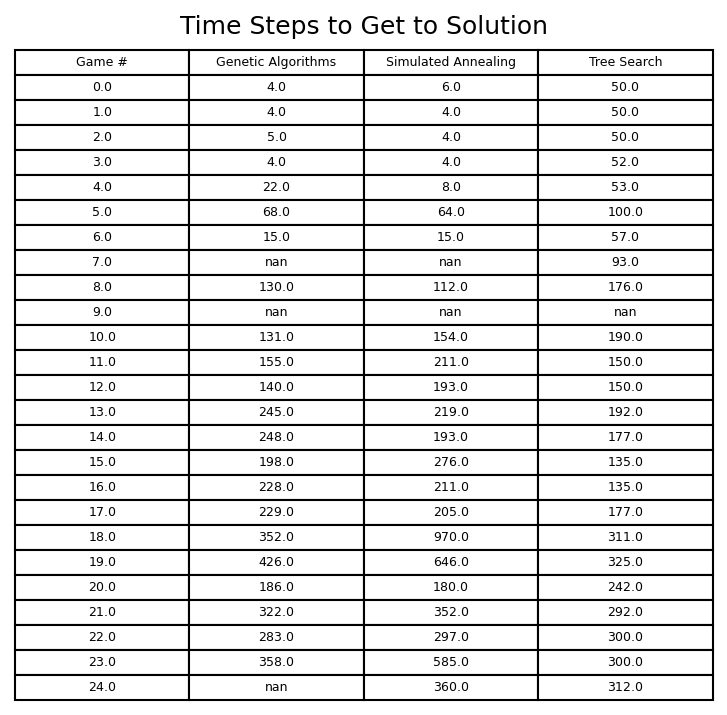 Time Steps to Get to Solution
Game # Genetic Algorithms Simulated Annealing Tree Search
0.0 4.0 6.0 50.0
1.0 4.0 4.0 50.0
2.0 5.0 4.0 50.0
3.0 4.0 4.0 52.0
4.0 22.0 8.0 53.0
5.0 68.0 64.0 100.0
6.0 15.0 15.0 57.0
7.0 nan nan 93.0
8.0 130.0 112.0 176.0
9.0 nan nan nan
10.0 131.0 154.0 190.0
11.0 155.0 211.0 150.0
12.0 140.0 193.0 150.0
13.0 245.0 219.0 192.0
14.0 248.0 193.0 177.0
15.0 198.0 276.0 135.0
16.0 228.0 211.0 135.0
17.0 229.0 205.0 177.0
18.0 352.0 970.0 311.0
19.0 426.0 646.0 325.0
20.0 186.0 180.0 242.0
21.0 322.0 352.0 292.0
22.0 283.0 297.0 300.0
23.0 358.0 585.0 300.0
24.0 nan 360.0 312.0